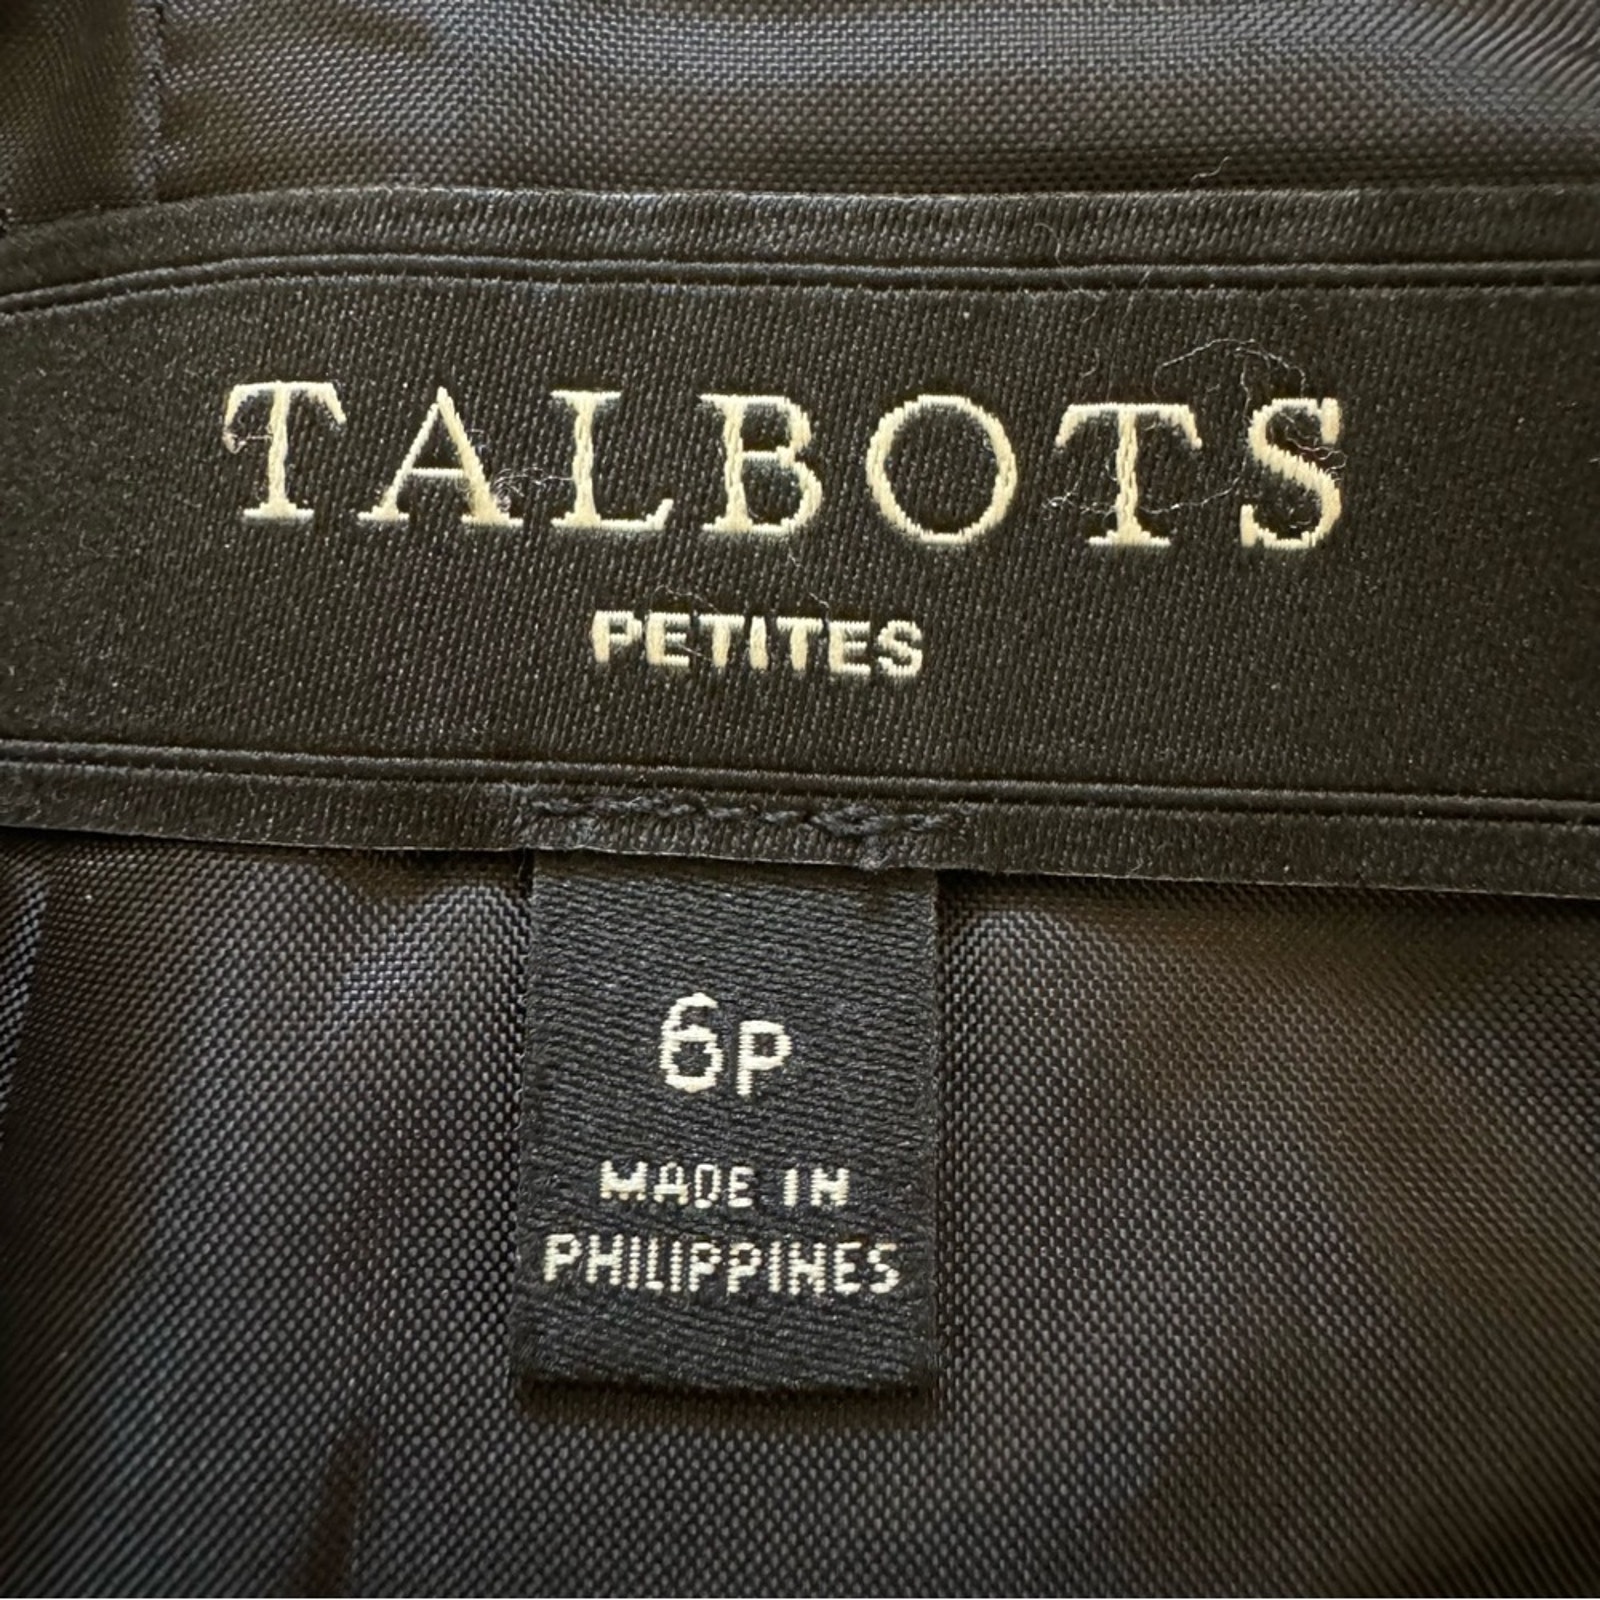 TALBOTS
PETITES
6P
MADE IN
PHILIPPINES